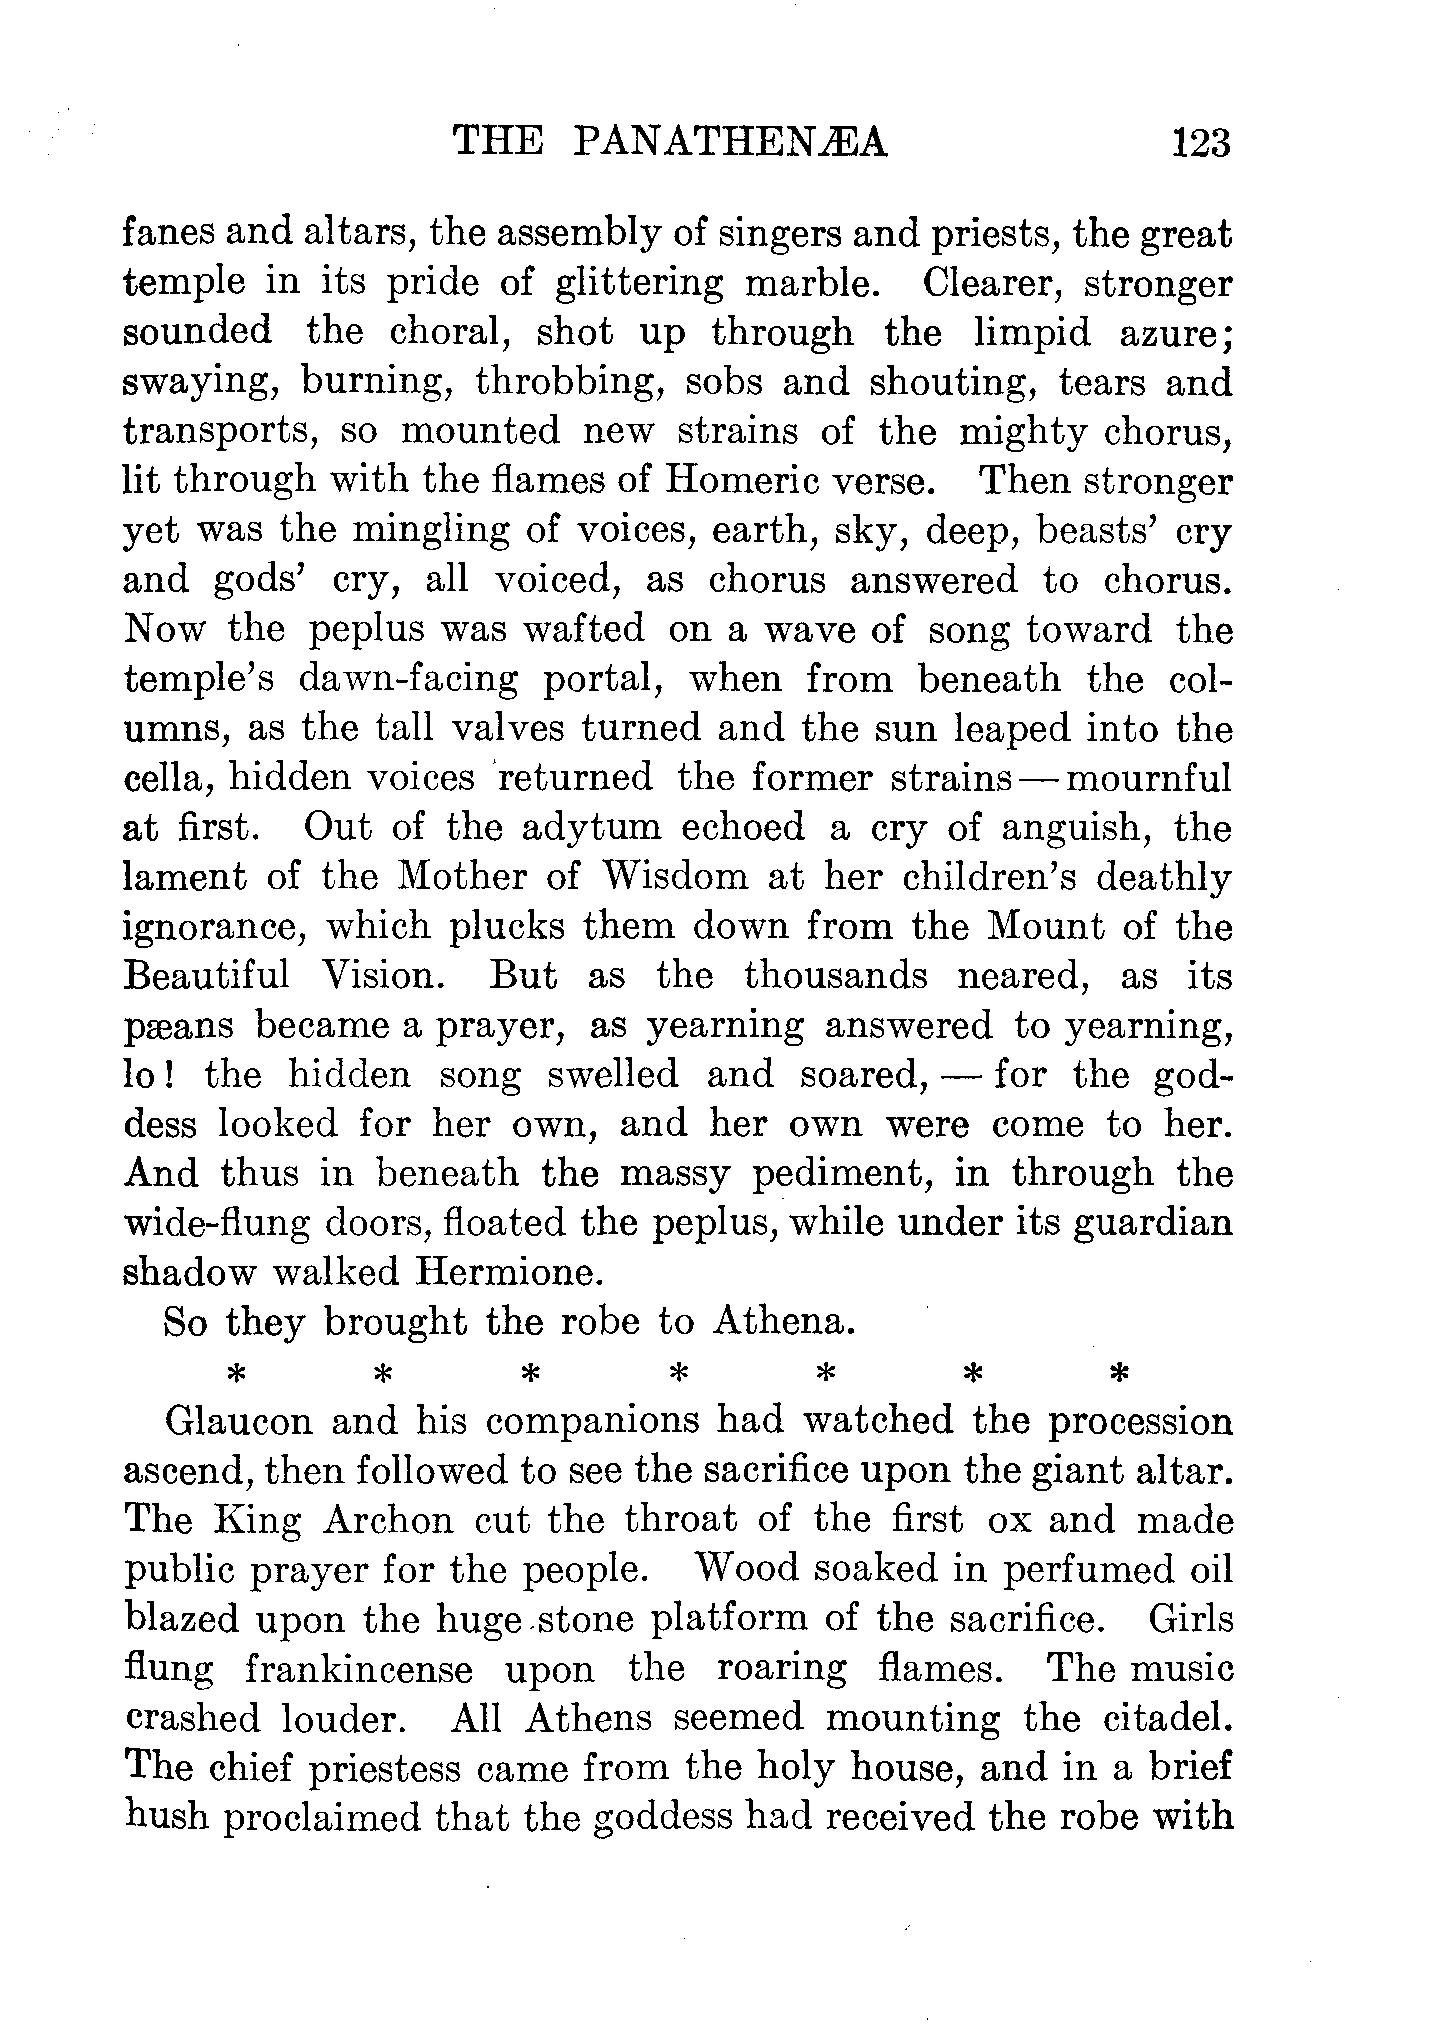 THE PANATHENÆA 123
fanes and altars, the assembly of singers and priests, the great
temple in its pride of glittering marble. Clearer, stronger
sounded the choral, shot up through the limpid azure;
swaying, burning, throbbing, sobs and shouting, tears and
transports, so mounted new strains of the mighty chorus,
lit through with the flames of Homeric verse. Then stronger
yet was the mingling of voices, earth, sky, deep, beasts’ cry
and gods’ cry, all voiced, as chorus answered to chorus.
Now the peplus was wafted on a wave of song toward the
temple’s dawn-facing portal, when from beneath the col-
umns, as the tall valves turned and the sun leaped into the
cella, hidden voices returned the former strains—mournful
at first. Out of the adytum echoed a cry of anguish, the
lament of the Mother of Wisdom at her children’s deathly
ignorance, which plucks them down from the Mount of the
Beautiful Vision. But as the thousands neared, as its
pæans became a prayer, as yearning answered to yearning,
lo! the hidden song swelled and soared,—for the god-
dess looked for her own, and her own were come to her.
And thus in beneath the massy pediment, in through the
wide-flung doors, floated the peplus, while under its guardian
shadow walked Hermione.
So they brought the robe to Athena.
* * * * * * *
Glaucon and his companions had watched the procession
ascend, then followed to see the sacrifice upon the giant altar.
The King Archon cut the throat of the first ox and made
public prayer for the people. Wood soaked in perfumed oil
blazed upon the huge stone platform of the sacrifice. Girls
flung frankincense upon the roaring flames. The music
crashed louder. All Athens seemed mounting the citadel.
The chief priestess came from the holy house, and in a brief
hush proclaimed that the goddess had received the robe with